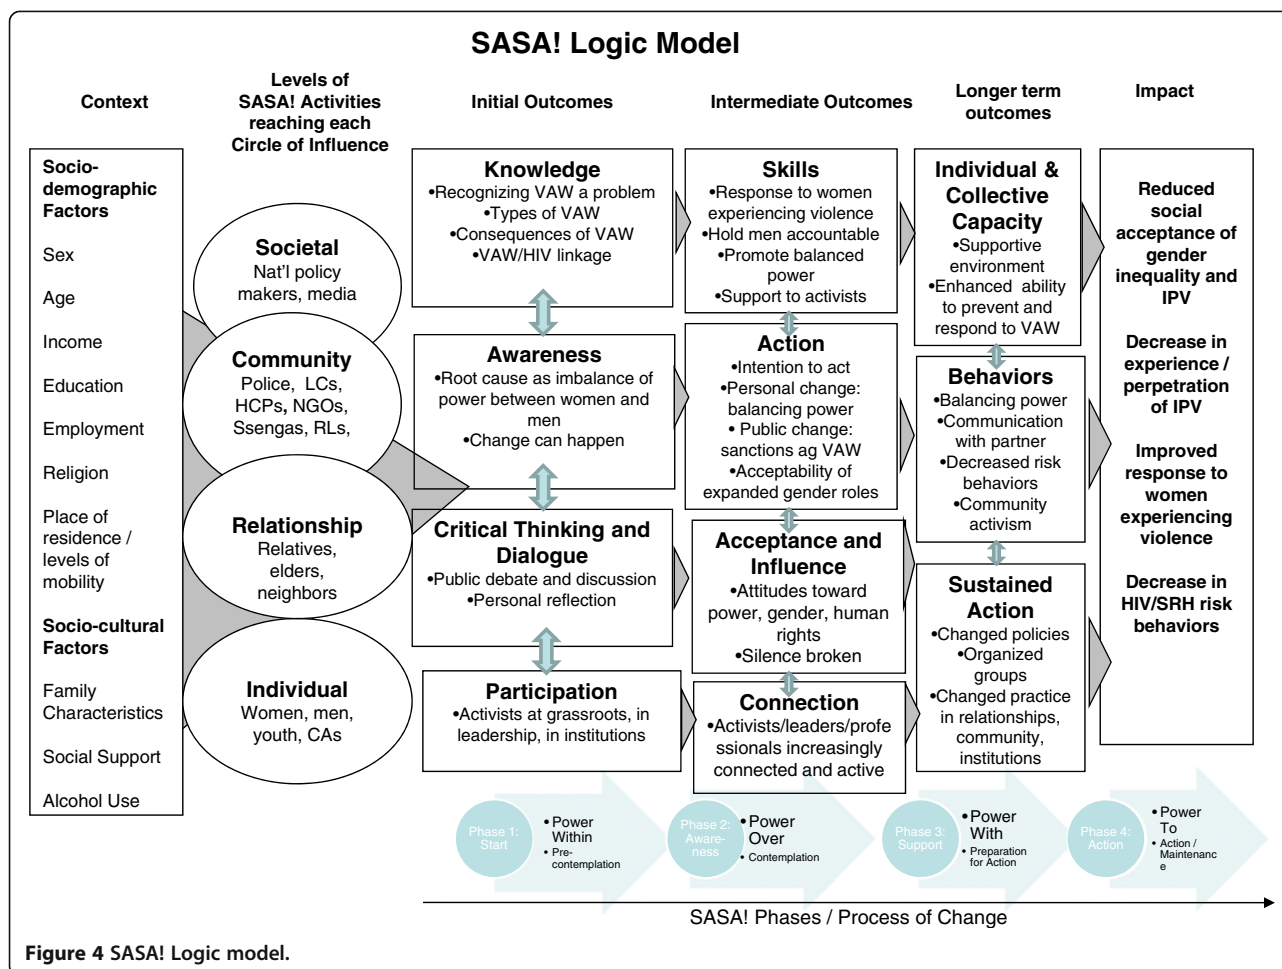 SASA! Logic Model
Context
Levels of
SASA! Activities
reaching each
Circle of Influence
Initial Outcomes
Intermediate Outcomes
Longer term
outcomes
Impact
Socio-
demographic
Factors
Sex
Age
Income
Education
Employment
Religion
Place of
residence /
levels of
mobility
Socio-cultural
Factors
Family
Characteristics
Social Support
Alcohol Use
Societal
Nat'l policy
makers, media
Community
Police, LCs,
HCPs, NGOs,
Ssengas, RLs,
Relationship
Relatives,
elders,
neighbors
Individual
Women, men,
youth, CAs
Knowledge
•Recognizing VAW a problem
•Types of VAW
•Consequences of VAW
•VAW/HIV linkage
Awareness
•Root cause as imbalance of
power between women and
men
•Change can happen
Critical Thinking and
Dialogue
•Public debate and discussion
•Personal reflection
Participation
•Activists at grassroots, in
leadership, in institutions
Skills
•Response to women
experiencing violence
•Hold men accountable
•Promote balanced
power
•Support to activists
Action
•Intention to act
•Personal change:
balancing power
• Public change:
sanctions ag VAW
•Acceptability of
expanded gender roles
Acceptance and
Influence
•Attitudes toward
power, gender, human
rights
•Silence broken
Connection
•Activists/leaders/profe
ssionals increasingly
connected and active
Individual &
Collective
Capacity
•Supportive
environment
•Enhanced ability
to prevent and
respond to VAW
Behaviors
•Balancing power
•Communication
with partner
•Decreased risk
behaviors
•Community
activism
Sustained
Action
•Changed policies
•Organized
groups
•Changed practice
in relationships,
community,
institutions
Reduced
social
acceptance of
gender
inequality and
IPV
Decrease in
experience /
perpetration
of IPV
Improved
response to
women
experiencing
violence
Decrease in
HIV/SRH risk
behaviors
Phase 1:
Start
• Power
Within
• Pre-
contemplation
Phase 2:
Aware-
ness
• Power
Over
• Contemplation
Phase 3:
Support
• Power
With
• Preparation
for Action
Phase 4:
Action
• Power
To
• Action /
Maintenanc
e
SASA! Phases / Process of Change
Figure 4 SASA! Logic model.